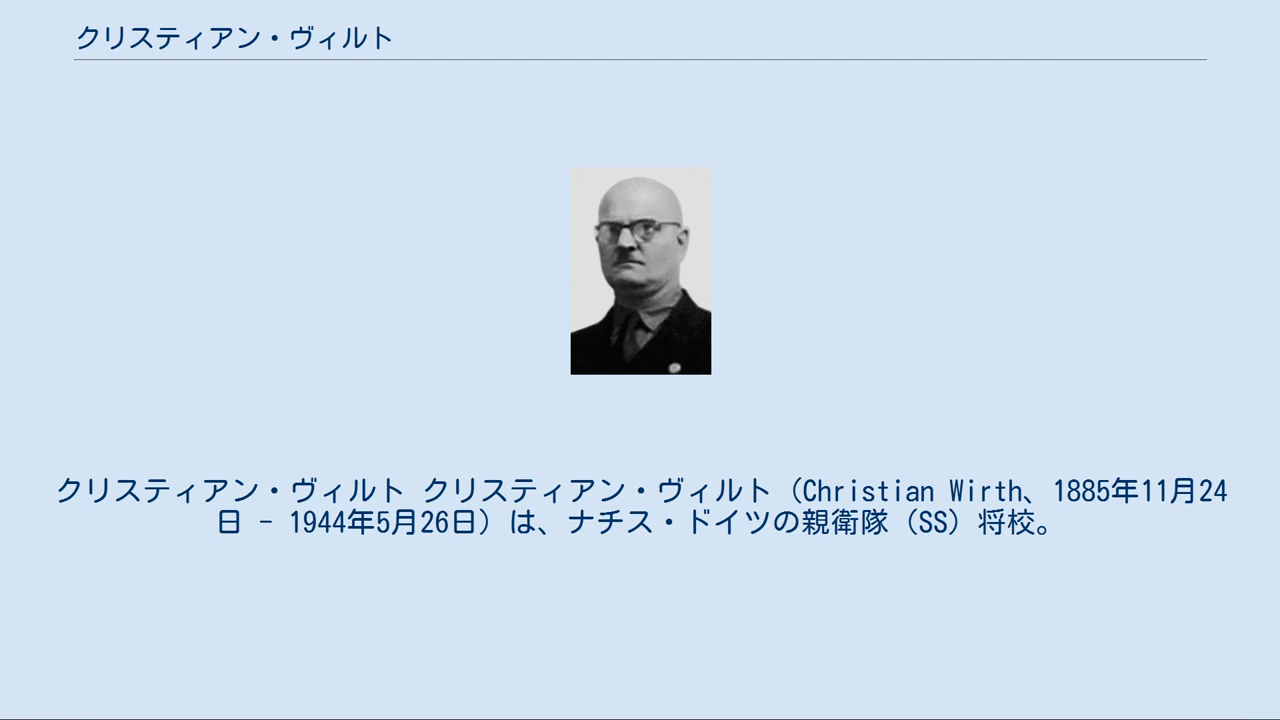 クリスティアン・ヴィルト
クリスティアン・ヴィルト クリスティアン・ヴィルト（Christian Wirth、1885年11月24
日 - 1944年5月26日）は、ナチス・ドイツの親衛隊（SS）将校。